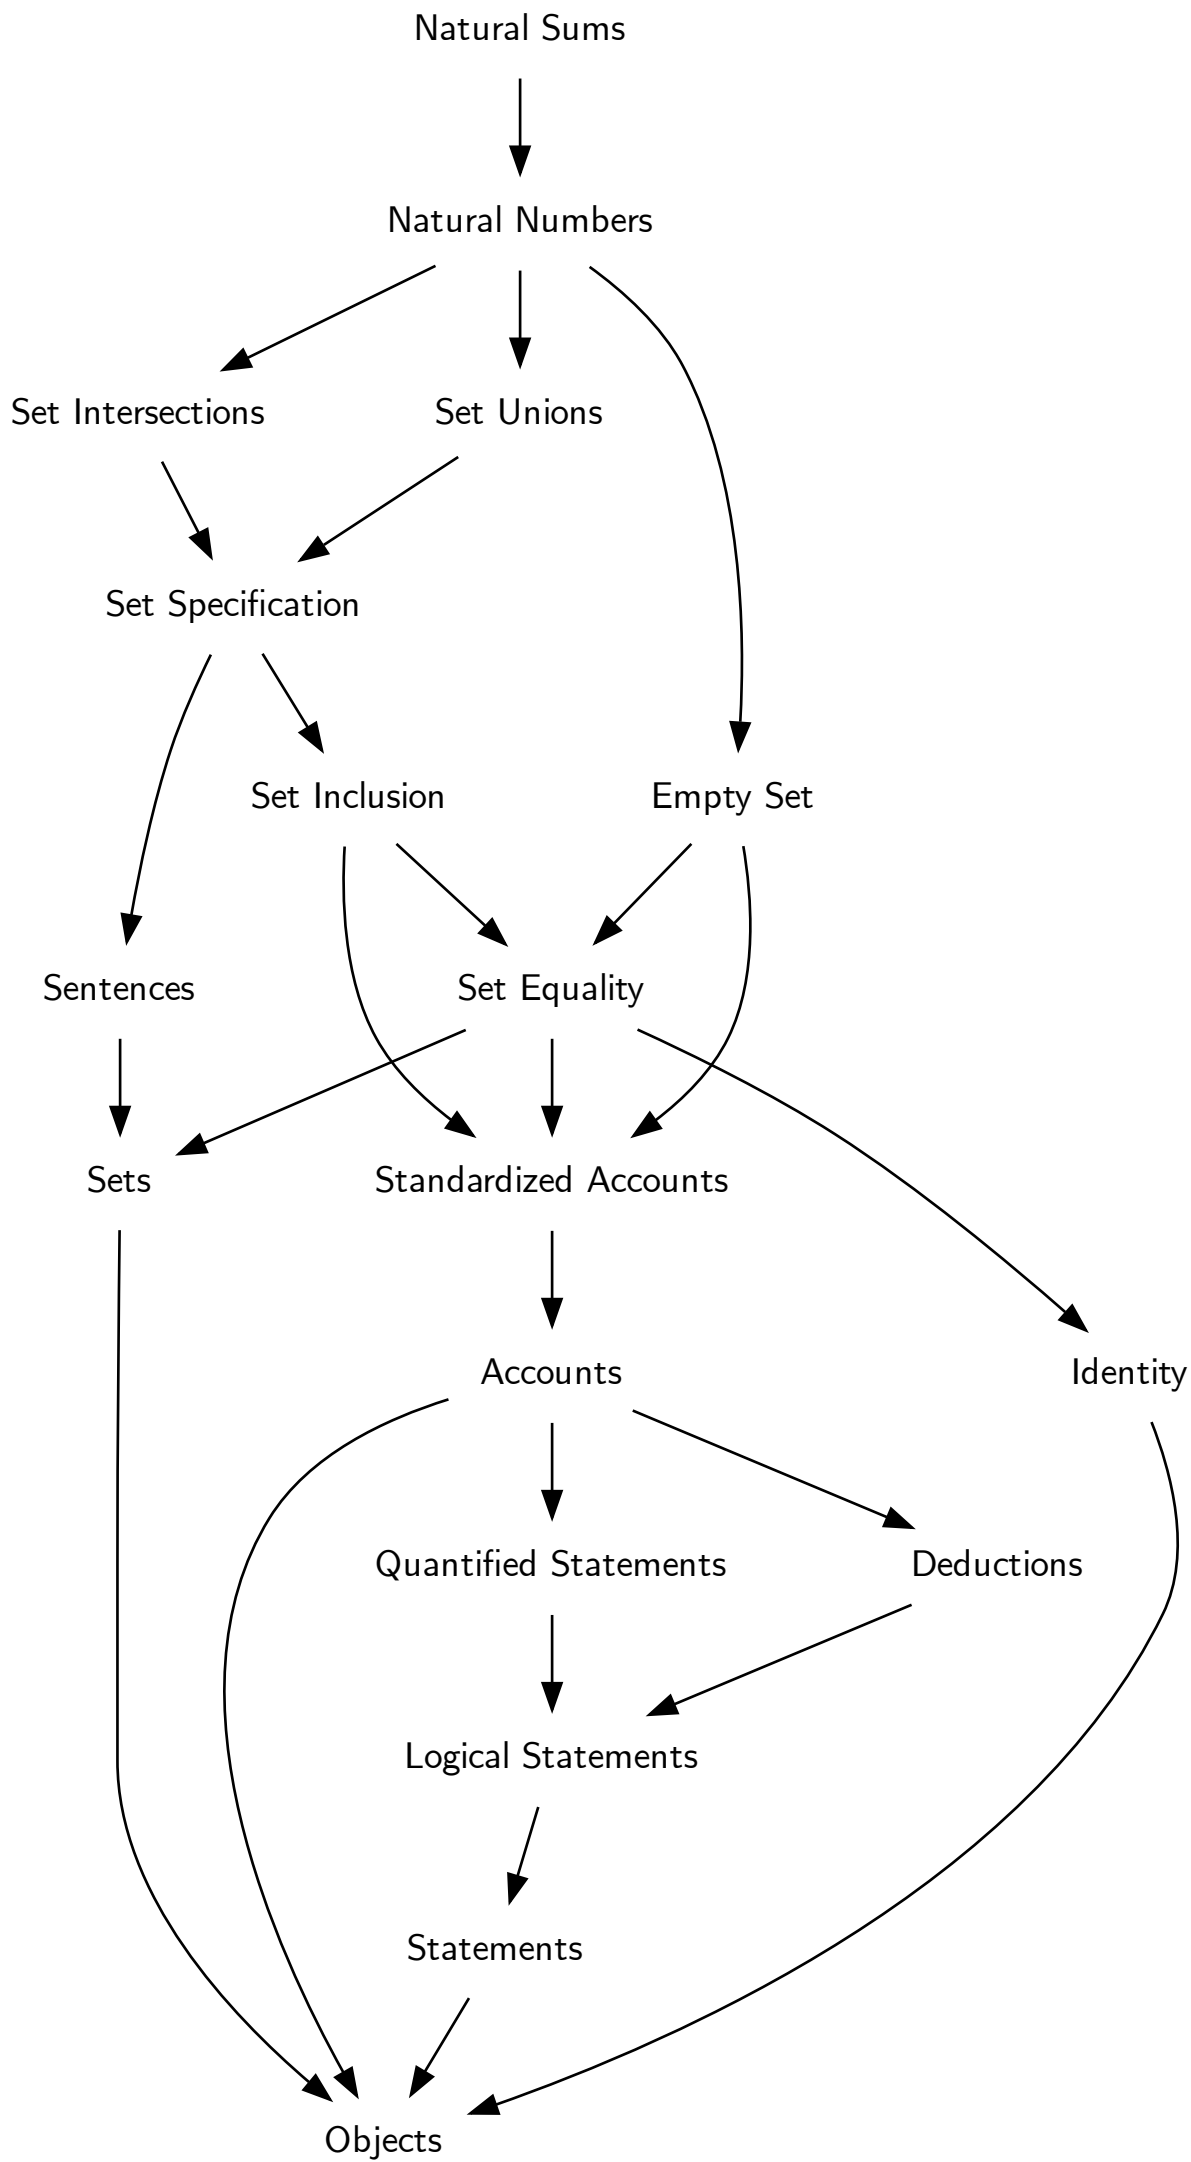 Natural Sums
Natural Numbers
Set Intersections
Set Unions
Set Specification
Set Inclusion
Empty Set
Sentences
Set Equality
Sets
Standardized Accounts
Accounts
Identity
Quantified Statements
Deductions
Logical Statements
Statements
Objects